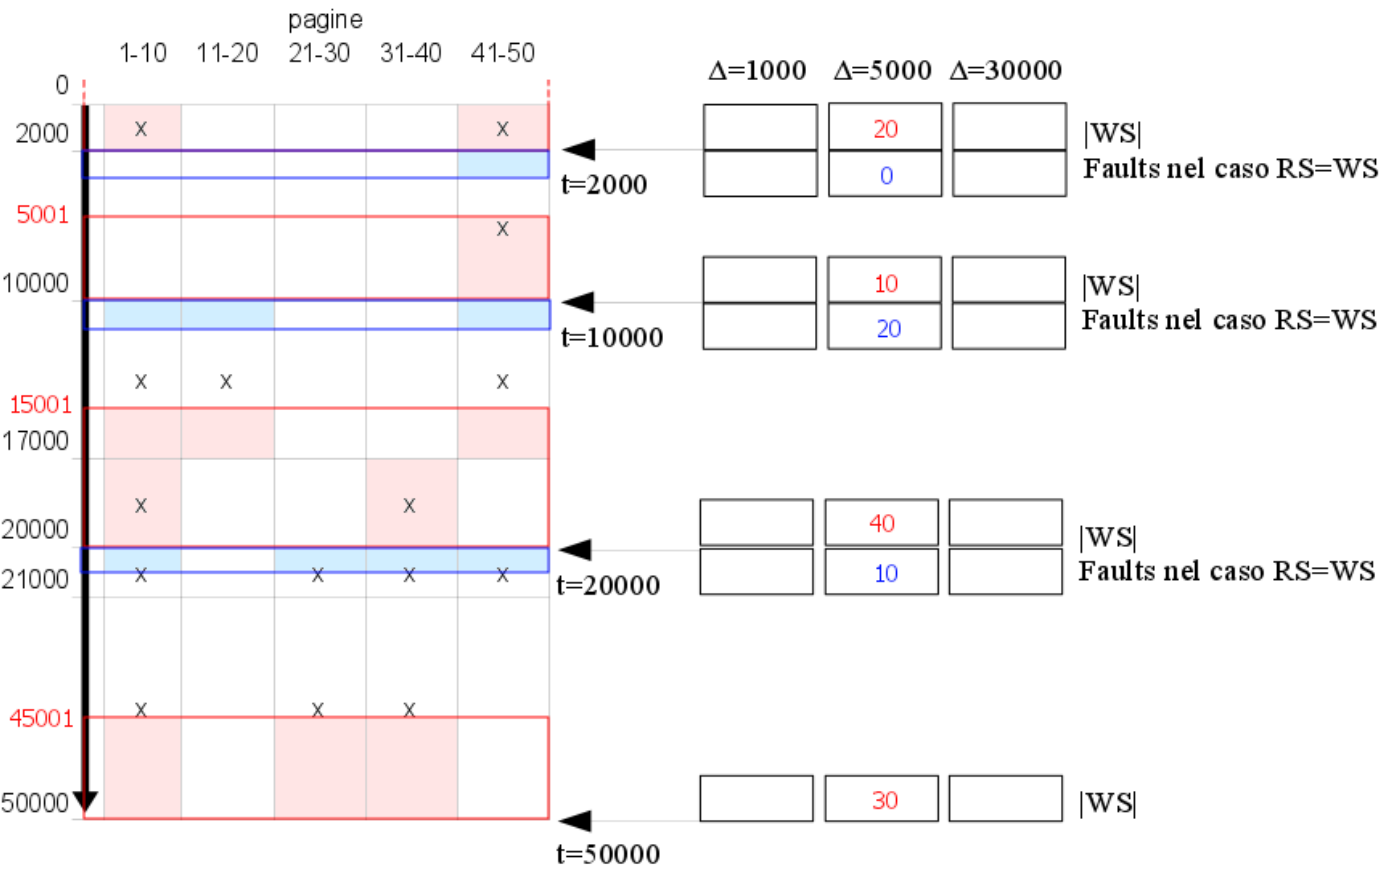 pagine
1-10 11-20 21-30 31-40 41-50
Δ=1000 Δ=5000 Δ=30000
0
2000 X X 20 |WS|
0 Faults nel caso RS=WS
t=2000
5001
X
10000 10 |WS|
20 Faults nel caso RS=WS
t=10000
X X X
15001
17000
X X
20000 40 |WS|
21000 X X X X 10 Faults nel caso RS=WS
t=20000
45001 X X X
50000 30 |WS|
t=50000